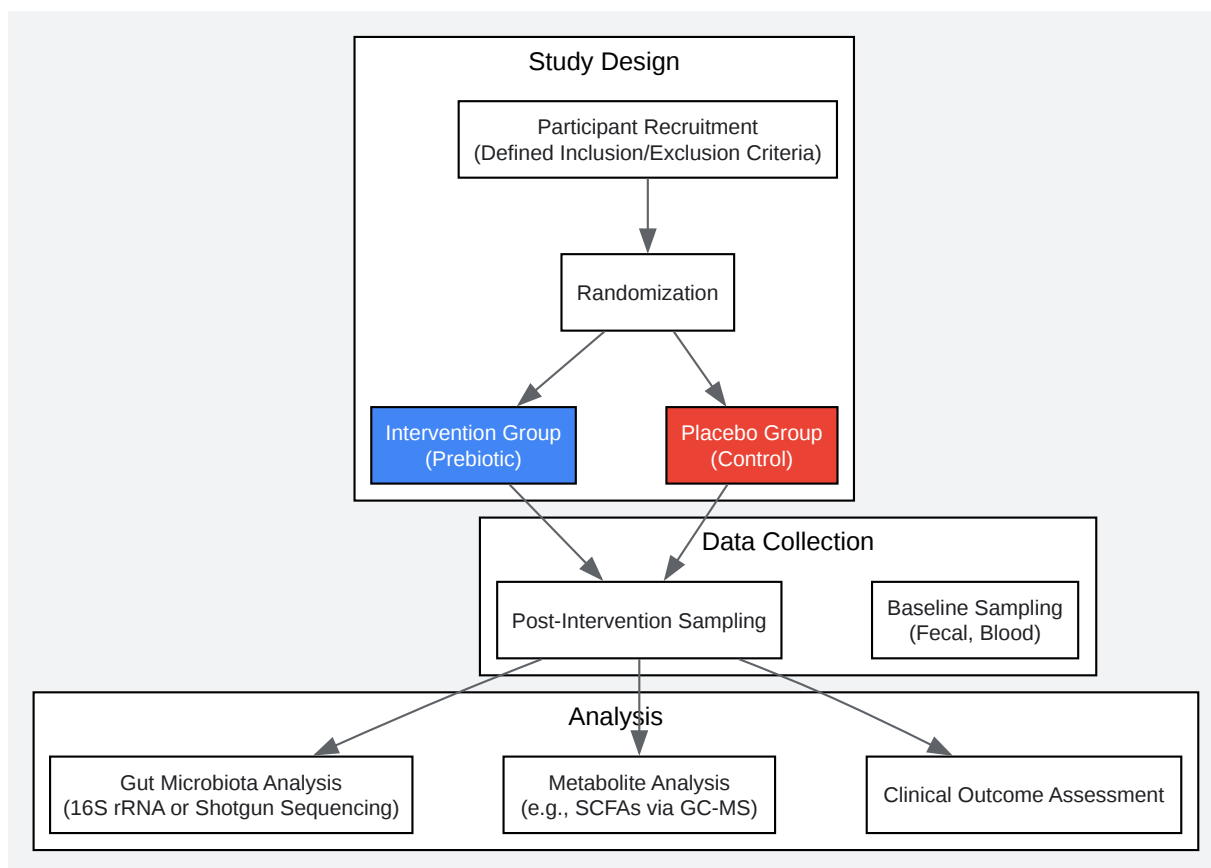 Study Design
Participant Recruitment
(Defined Inclusion/Exclusion Criteria)
Randomization
Intervention Group
(Prebiotic)
Placebo Group
(Control)
Data Collection
Post-Intervention Sampling
Baseline Sampling
(Fecal, Blood)
Analysis
Gut Microbiota Analysis
(16S rRNA or Shotgun Sequencing)
Metabolite Analysis
(e.g., SCFAs via GC-MS)
Clinical Outcome Assessment